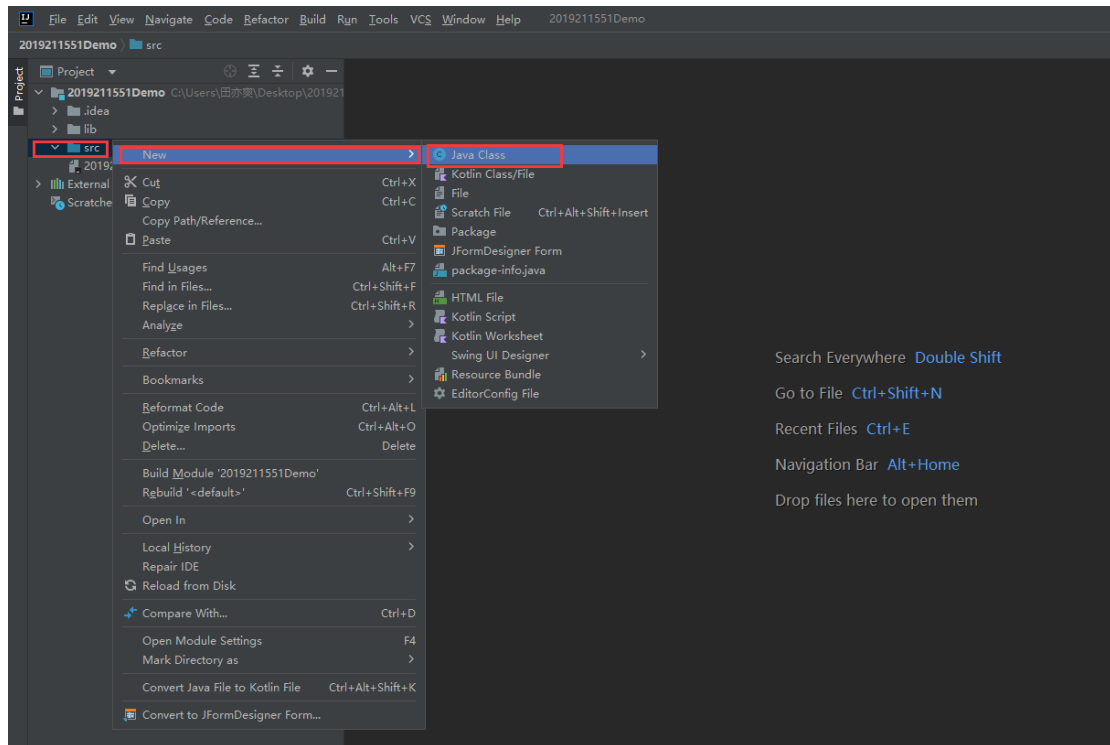 File Edit View Navigate Code Refactor Build Run Tools VCS Window Help 2019211551Demo
2019211551Demo src
Project
Project
2019211551Demo C:\Users\田亦奭\Desktop\201921
.idea
lib
src
2019
External
Scratche
New
Cut Ctrl+X
Copy Ctrl+C
Copy Path/Reference...
Paste Ctrl+V
Find Usages Alt+F7
Find in Files... Ctrl+Shift+F
Replace in Files... Ctrl+Shift+R
Analyze
Refactor
Bookmarks
Reformat Code Ctrl+Alt+L
Optimize Imports Ctrl+Alt+O
Delete... Delete
Build Module '2019211551Demo'
Rebuild '<default>' Ctrl+Shift+F9
Open In
Local History
Repair IDE
Reload from Disk
Compare With... Ctrl+D
Open Module Settings F4
Mark Directory as
Convert Java File to Kotlin File Ctrl+Alt+Shift+K
Convert to JFormDesigner Form...
Java Class
Kotlin Class/File
File
Scratch File Ctrl+Alt+Shift+Insert
Package
JFormDesigner Form
package-info.java
HTML File
Kotlin Script
Kotlin Worksheet
Swing UI Designer
Resource Bundle
EditorConfig File
Search Everywhere Double Shift
Go to File Ctrl+Shift+N
Recent Files Ctrl+E
Navigation Bar Alt+Home
Drop files here to open them